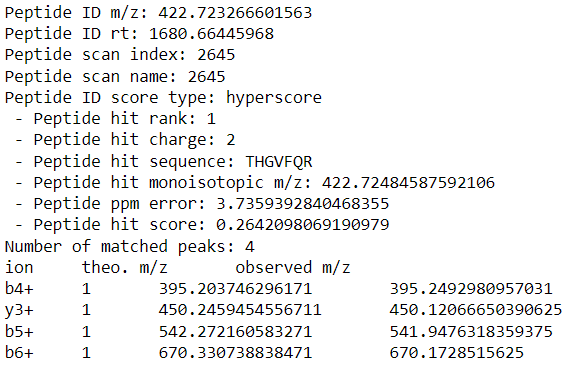 Peptide ID m/z: 422.723266601563
Peptide ID rt: 1680.66445968
Peptide scan index: 2645
Peptide scan name: 2645
Peptide ID score type: hyperscore
 - Peptide hit rank: 1
 - Peptide hit charge: 2
 - Peptide hit sequence: THGVFQR
 - Peptide hit monoisotopic m/z: 422.72484587592106
 - Peptide ppm error: 3.7359392840468355
 - Peptide hit score: 0.2642098069190979
Number of matched peaks: 4
ion	theo. m/z	observed m/z
b4+	1	395.203746296171	395.2492980957031
y3+	1	450.2459454556711	450.12066650390625
b5+	1	542.272160583271	541.9476318359375
b6+	1	670.330738838471	670.1728515625